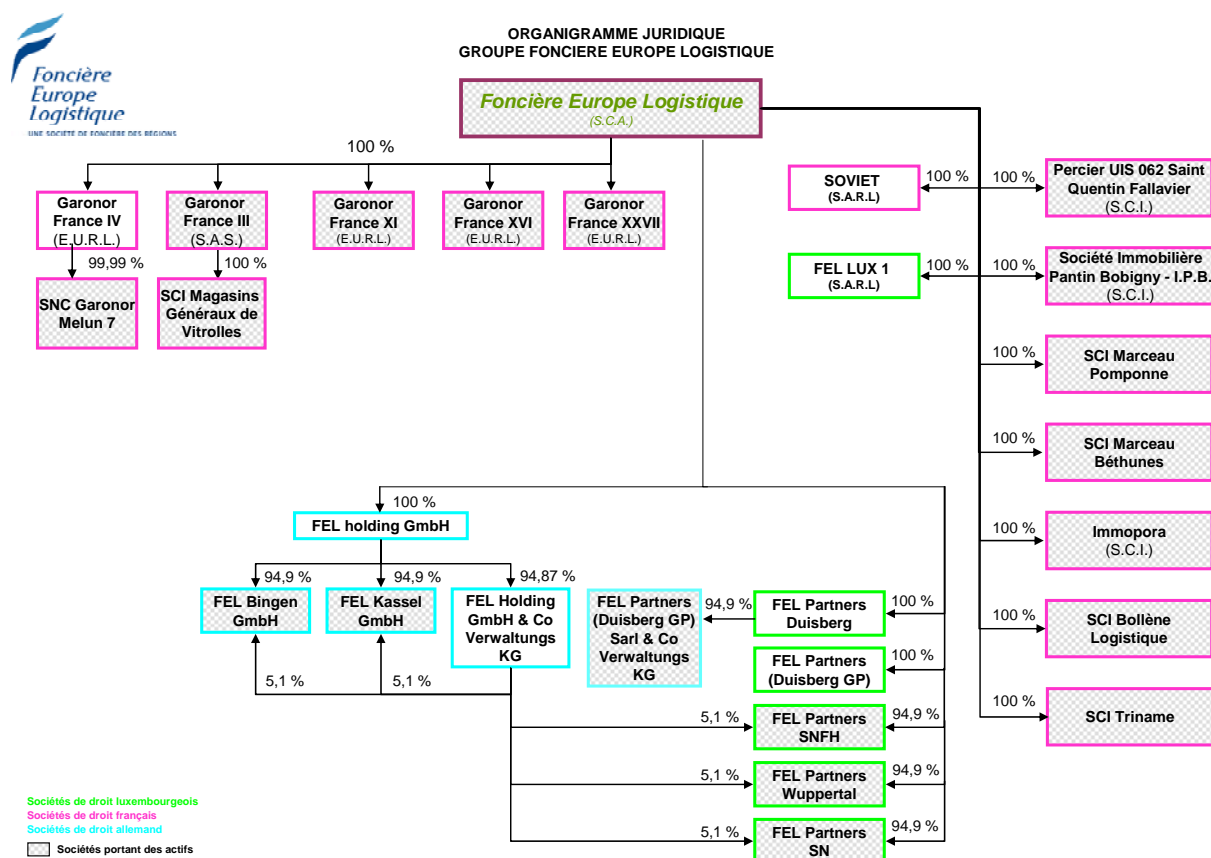 ORGANIGRAMME JURIDIQUE
GROUPE FONCIERE EUROPE LOGISTIQUE
Foncière
Europe
Logistique
UNE SOCIÉTÉ DE FONCIÈRE DES RÉGIONS
Foncière Europe Logistique
(S.C.A.)
100 %
Garonor
France IV
(E.U.R.L.)
Garonor
France III
(S.A.S.)
Garonor
France XI
(E.U.R.L.)
Garonor
France XVI
(E.U.R.L.)
Garonor
France XXVII
(E.U.R.L.)
99,99 %
100 %
SNC Garonor
Melun 7
SCI Magasins
Généraux de
Vitrolles
SOVIET
(S.A.R.L)
100 %
100 %
Percier UIS 062 Saint
Quentin Fallavier
(S.C.I.)
FEL LUX 1
(S.A.R.L)
100 %
100 %
Société Immobilière
Pantin Bobigny - I.P.B.
(S.C.I.)
100 %
SCI Marceau
Pomponne
100 %
SCI Marceau
Béthunes
100 %
Immopora
(S.C.I.)
100 %
SCI Bollène
Logistique
100 %
SCI Triname
100 %
FEL holding GmbH
94,9 %
94,9 %
94,87 %
FEL Bingen
GmbH
FEL Kassel
GmbH
FEL Holding
GmbH & Co
Verwaltungs
KG
FEL Partners
(Duisberg GP)
Sarl & Co
Verwaltungs
KG
94,9 %
FEL Partners
Duisberg
100 %
FEL Partners
(Duisberg GP)
100 %
5,1 %
5,1 %
5,1 %
FEL Partners
SNFH
94,9 %
5,1 %
FEL Partners
Wuppertal
94,9 %
5,1 %
FEL Partners
SN
94,9 %
Sociétés de droit luxembourgeois
Sociétés de droit français
Sociétés de droit allemand
Sociétés portant des actifs